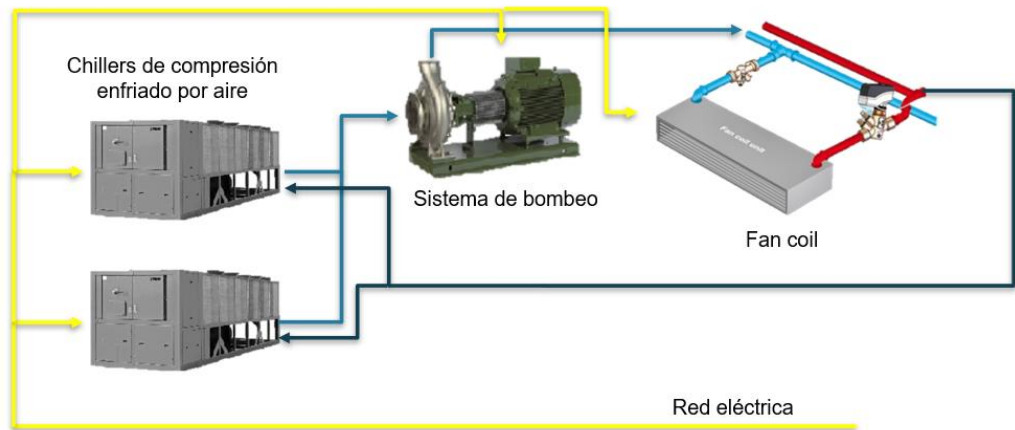 Chillers de compresión
enfriado por aire
Sistema de bombeo
Fan coil unit
Fan coil
Red eléctrica